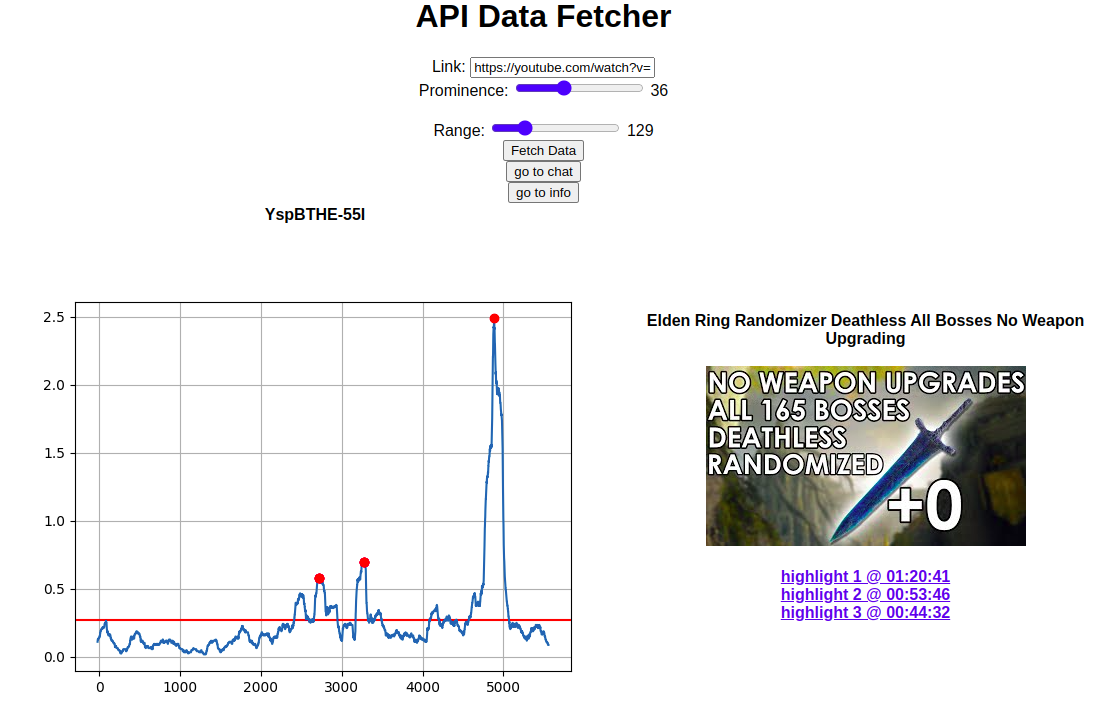 API Data Fetcher
Link: https://youtube.com/watch?v=
Prominence: 36
Range: 129
Fetch Data
go to chat
go to info
YspBTHE-55I
2.5
2.0
1.5
1.0
0.5
0.0
0 1000 2000 3000 4000 5000
Elden Ring Randomizer Deathless All Bosses No Weapon
Upgrading
NO WEAPON UPGRADES
ALL 165 BOSSES
DEATHLESS
RANDOMIZED
+0
highlight 1 @ 01:20:41
highlight 2 @ 00:53:46
highlight 3 @ 00:44:32